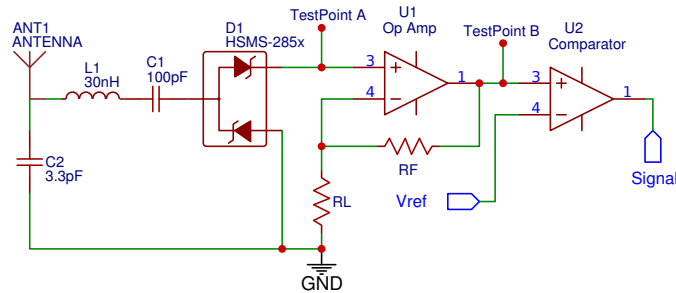 ANT1
ANTENNA
L1
30nH
C1
100pF
D1
HSMS-285x
TestPoint A
U1
Op Amp
3
+
4
−
1
TestPoint B
U2
Comparator
3
+
4
−
1
C2
3.3pF
RL
RF
Vref
Signal
GND